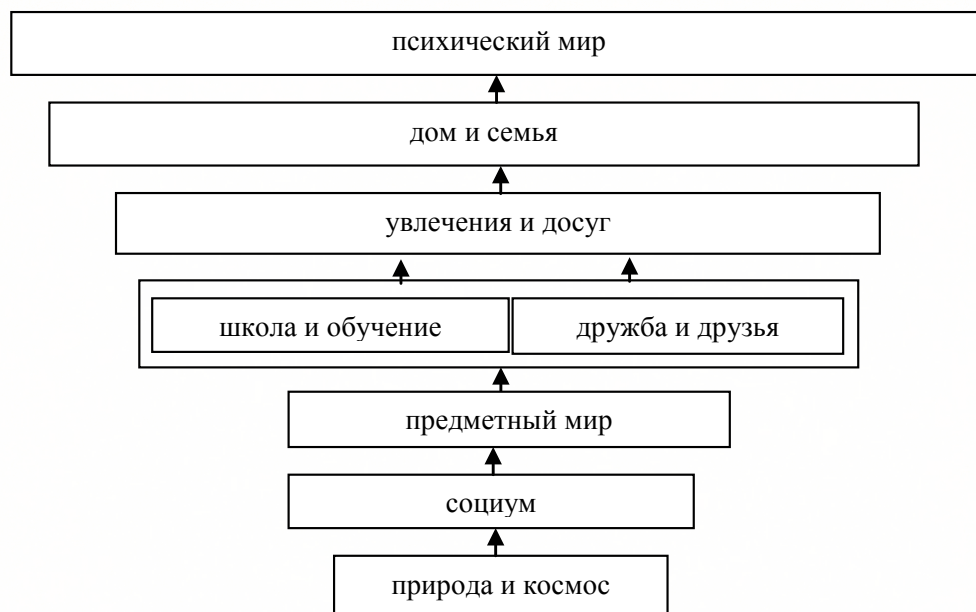 психический мир
дом и семья
увлечения и досуг
школа и обучение
дружба и друзья
предметный мир
социум
природа и космос